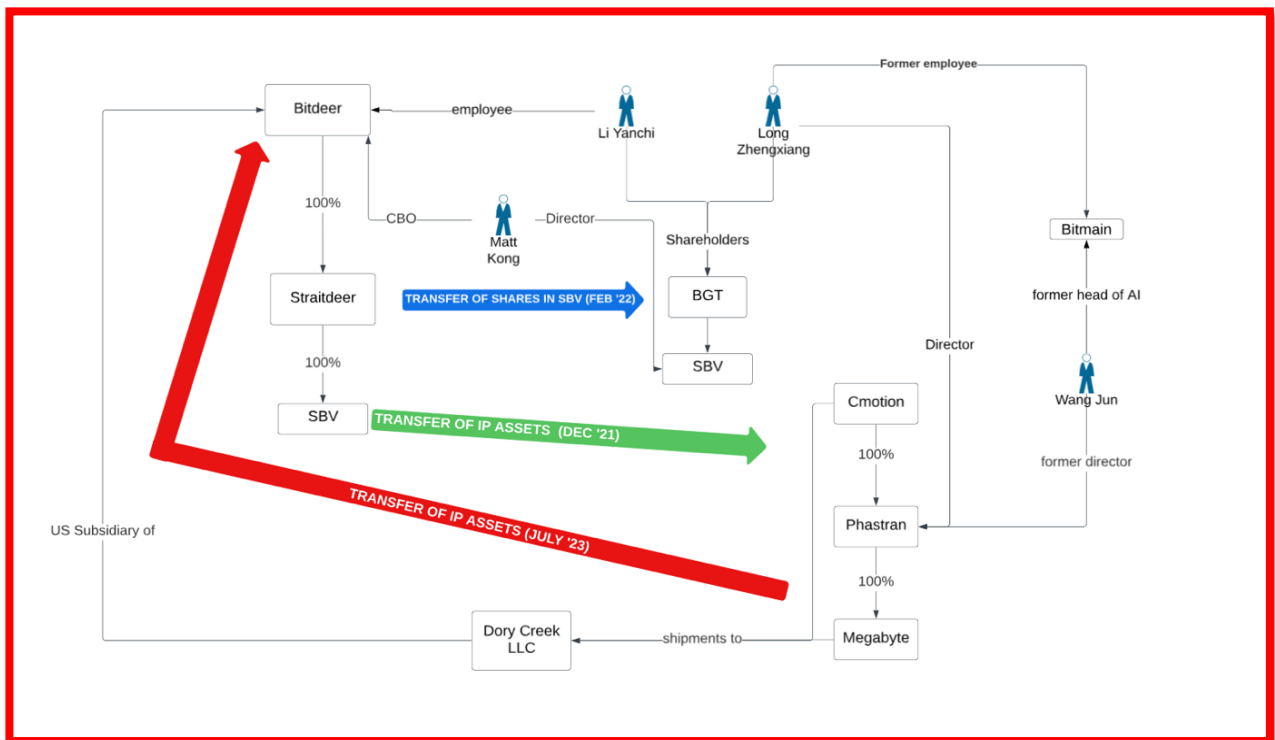 Former employee
Bitdeer
employee
Li Yanchi
Long
Zhengxiang
100%
CBO
Matt
Kong
Director
Shareholders
Bitmain
Straitdeer
TRANSFER OF SHARES IN SBV (FEB '22)
BGT
former head of AI
100%
SBV
Director
Wang Jun
SBV
TRANSFER OF IP ASSETS (DEC '21)
Cmotion
100%
former director
US Subsidiary of
TRANSFER OF IP ASSETS (JULY '23)
Phastran
100%
Dory Creek
LLC
shipments to
Megabyte